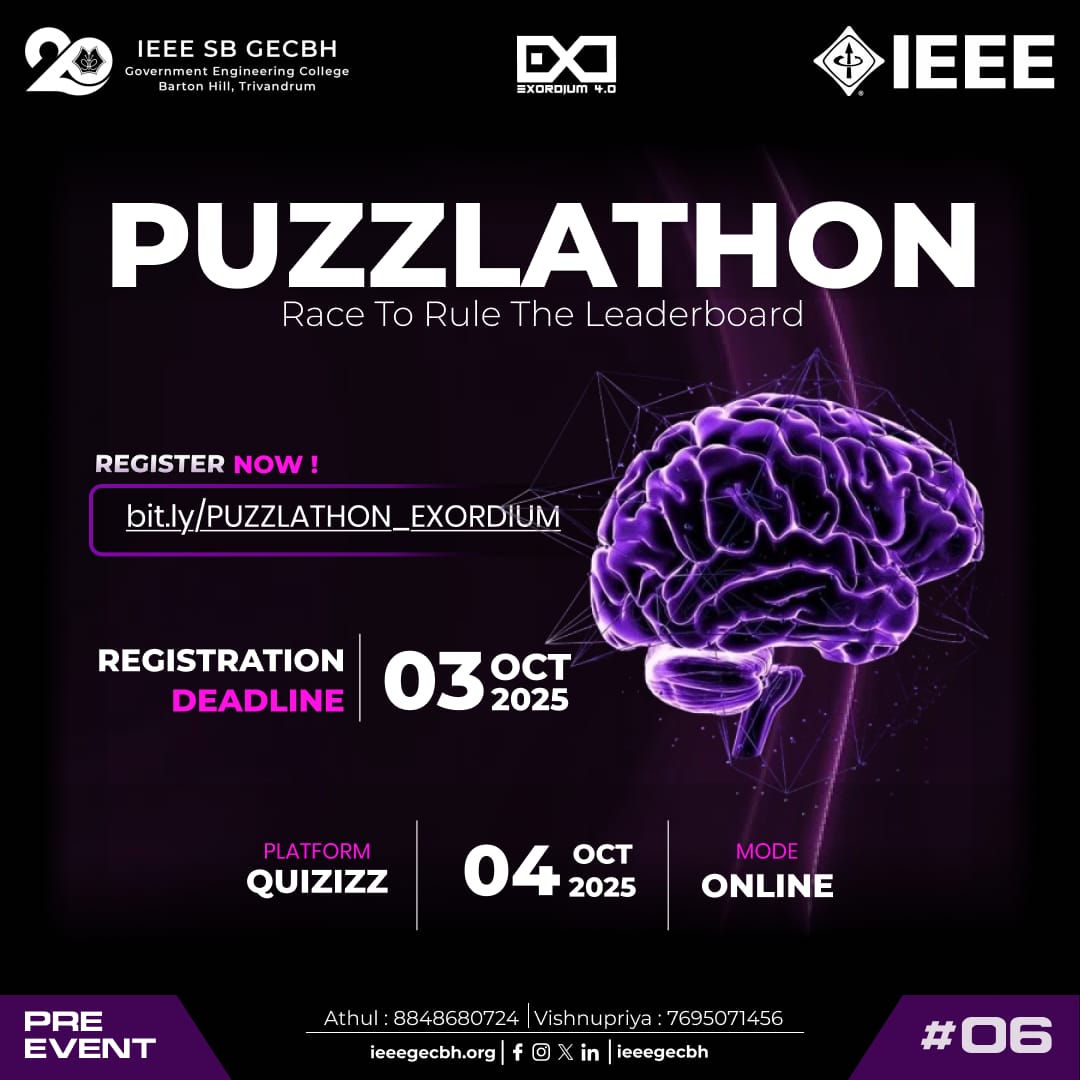 20
IEEE SB GECBH
Government Engineering College
Barton Hill, Trivandrum
EXO
EXORDIUM 4.0
IEEE
PUZZLATHON
Race To Rule The Leaderboard
REGISTER NOW !
bit.ly/PUZZLATHON_EXORDIUM
REGISTRATION
DEADLINE
03 OCT
2025
PLATFORM
QUIZIZZ
04 OCT
2025
MODE
ONLINE
PRE
EVENT
Athul : 8848680724 | Vishnupriya : 7695071456
ieeegecbh.org | ieeegecbh
#06